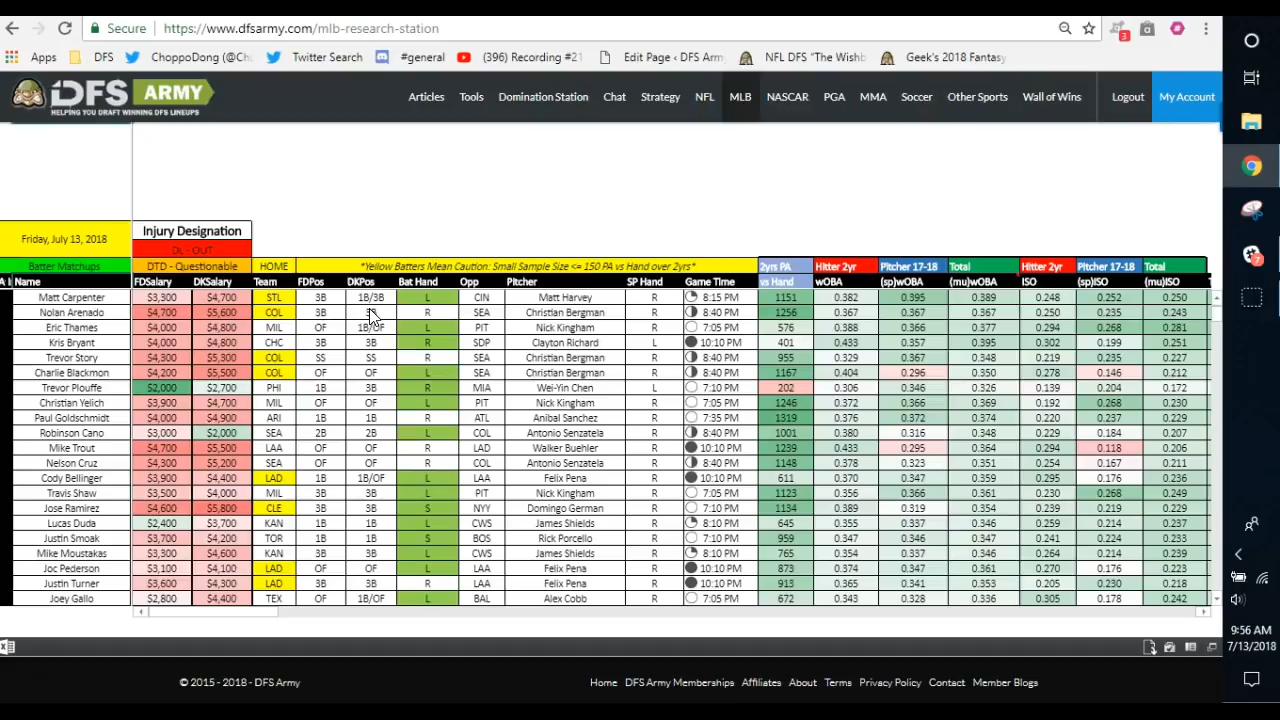 Secure https://www.dfsarmy.com/mlb-research-station
3
Apps DFS ChoppoDong (@Ch Twitter Search #general (396) Recording #21 Edit Page ‹ DFS Arm NFL DFS "The Wishb Geek's 2018 Fantasy
DFS ARMY Articles Tools Domination Station Chat Strategy NFL MLB NASCAR PGA MMA Soccer Other Sports Wall of Wins Logout My Account
HELPING YOU DRAFT WINNING DFS LINEUPS
Injury Designation
Friday, July 13, 2018 DL - OUT
Batter Matchups DTD - Questionable HOME *Yellow Batters Mean Caution: Small Sample Size <= 150 PA vs Hand over 2yrs* 2yrs PA Hitter 2yr Pitcher 17-18 Total Hitter 2yr Pitcher 17-18 Total
Name FDSalary DKSalary Team FDPos DKPos Bat Hand Opp Pitcher SP Hand Game Time vs Hand wOBA (sp)wOBA (mu)wOBA ISO (sp)ISO (mu)ISO
Matt Carpenter $3,300 $4,700 STL 3B 1B/3B L CIN Matt Harvey R 8:15 PM 1151 0.382 0.395 0.389 0.248 0.252 0.250
Nolan Arenado $4,700 $5,600 COL 3B R SEA Christian Bergman R 8:40 PM 1256 0.367 0.367 0.367 0.250 0.235 0.243
Eric Thames $4,000 $4,800 MIL OF 1B/OF L PIT Nick Kingham R 7:05 PM 576 0.388 0.366 0.377 0.294 0.268 0.281
Kris Bryant $4,000 $4,800 CHC 3B 3B R SDP Clayton Richard L 10:10 PM 401 0.433 0.357 0.395 0.302 0.199 0.251
Trevor Story $4,300 $5,300 COL SS SS R SEA Christian Bergman R 8:40 PM 955 0.329 0.367 0.348 0.219 0.235 0.227
Charlie Blackmon $4,200 $5,500 COL OF OF L SEA Christian Bergman R 8:40 PM 1167 0.404 0.296 0.350 0.278 0.146 0.212
Trevor Plouffe $2,000 $2,700 PHI 1B 3B R MIA Wei-Yin Chen L 7:10 PM 202 0.306 0.346 0.326 0.139 0.204 0.172
Christian Yelich $3,900 $4,700 MIL OF OF L PIT Nick Kingham R 7:05 PM 1246 0.372 0.366 0.369 0.192 0.268 0.230
Paul Goldschmidt $4,000 $4,900 ARI 1B 1B R ATL Anibal Sanchez R 7:35 PM 1319 0.376 0.372 0.374 0.220 0.237 0.229
Robinson Cano $3,000 $2,000 SEA 2B 2B L COL Antonio Senzatela R 8:40 PM 1001 0.380 0.316 0.348 0.229 0.184 0.207
Mike Trout $4,700 $5,500 LAA OF OF R LAD Walker Buehler R 10:10 PM 1239 0.433 0.295 0.364 0.294 0.118 0.206
Nelson Cruz $4,300 $5,200 SEA OF OF R COL Antonio Senzatela R 8:40 PM 1148 0.378 0.323 0.351 0.254 0.167 0.211
Cody Bellinger $3,900 $4,400 LAD OF 1B/OF L LAA Felix Pena R 10:10 PM 611 0.370 0.347 0.359 0.295 0.176 0.236
Travis Shaw $3,500 $4,000 MIL 3B 3B L PIT Nick Kingham R 7:05 PM 1123 0.356 0.366 0.361 0.230 0.268 0.249
Jose Ramirez $4,600 $5,800 CLE 3B 3B S NYY Domingo German R 7:10 PM 1134 0.389 0.319 0.354 0.239 0.219 0.229
Lucas Duda $2,400 $3,700 KAN 1B 1B L CWS James Shields R 8:10 PM 645 0.355 0.337 0.346 0.259 0.214 0.237
Justin Smoak $3,700 $4,200 TOR 1B 1B S BOS Rick Porcello R 7:10 PM 959 0.347 0.346 0.347 0.241 0.224 0.233
Mike Moustakas $3,300 $4,600 KAN 3B 3B L CWS James Shields R 8:10 PM 765 0.354 0.337 0.346 0.264 0.214 0.239
Joc Pederson $3,100 $4,100 LAD OF OF L LAA Felix Pena R 10:10 PM 873 0.374 0.347 0.361 0.270 0.176 0.223
Justin Turner $3,600 $4,300 LAD 3B 3B R LAA Felix Pena R 10:10 PM 913 0.365 0.341 0.353 0.205 0.230 0.218
Joey Gallo $2,800 $4,400 TEX OF 1B/OF L BAL Alex Cobb R 7:05 PM 672 0.343 0.328 0.336 0.305 0.178 0.242
© 2015 - 2018 - DFS Army Home DFS Army Memberships Affiliates About Terms Privacy Policy Contact Member Blogs
7
9:56 AM
7/13/2018